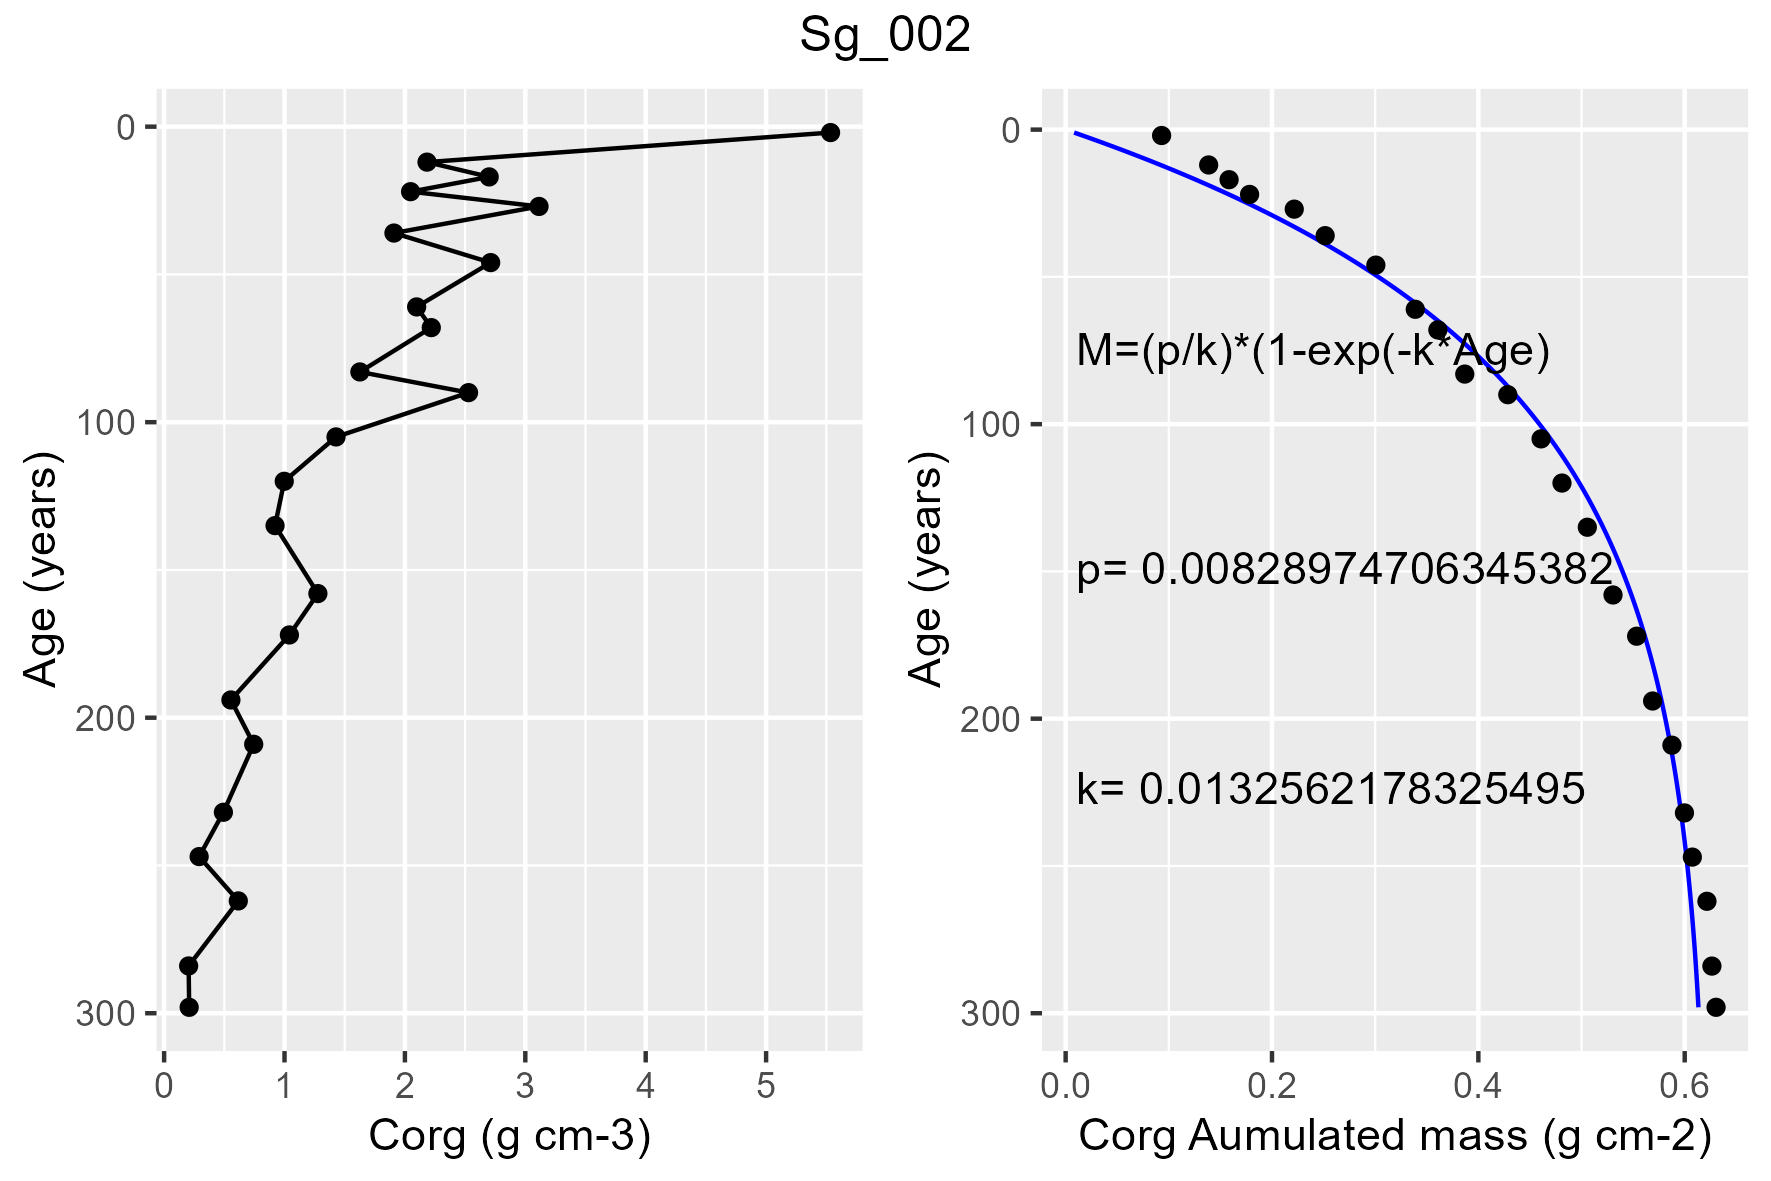 Sg_002
0
100
200
300
Age (years)
0 1 2 3 4 5
Corg (g cm-3)
0
100
200
300
Age (years)
M=(p/k)*(1-exp(-k*Age)
p= 0.00828974706345382
k= 0.0132562178325495
0.0 0.2 0.4 0.6
Corg Aumulated mass (g cm-2)